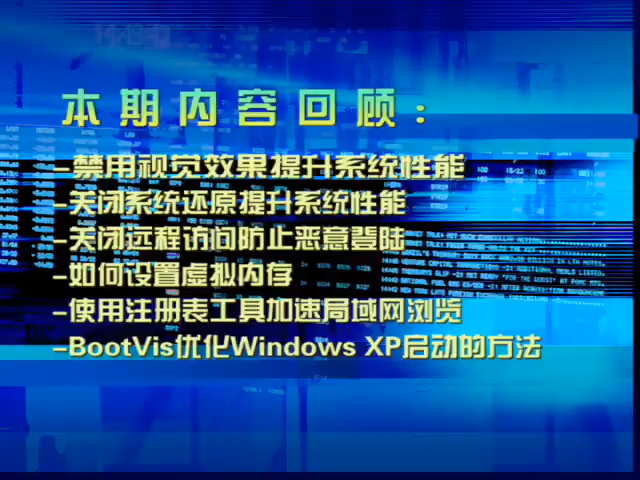 本期内容回顾：
-禁用视觉效果提升系统性能
-关闭系统还原提升系统性能
-关闭远程访问防止恶意登陆
-如何设置虚拟内存
-使用注册表工具加速局域网浏览
-BootVis优化Windows XP启动的方法